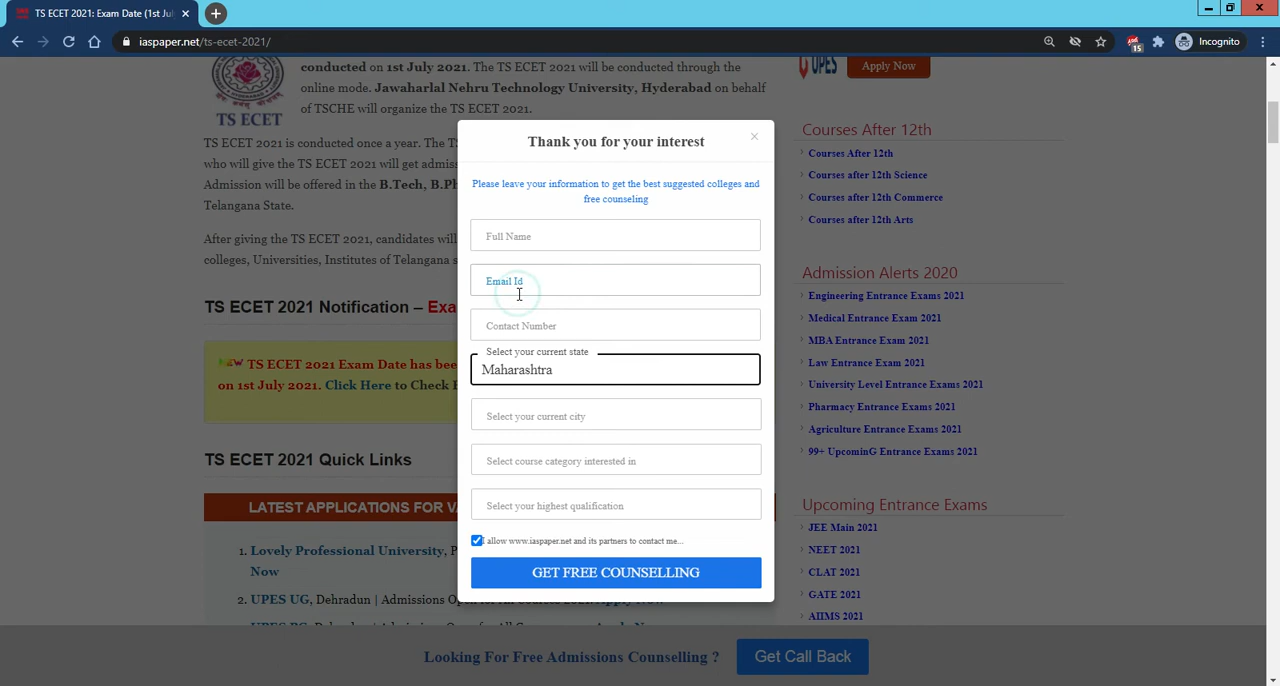 TS ECET 2021: Exam Date (1st Jul
iaspaper.net/ts-ecet-2021/
15
Incognito
conducted on 1st July 2021. The TS ECET 2021 will be conducted through the
online mode. Jawaharlal Nehru Technology University, Hyderabad on behalf
of TSCHE will organize the TS ECET 2021.
TS ECET
TS ECET 2021 is conducted once a year. The T
who will give the TS ECET 2021 will get admis
Admission will be offered in the B.Tech, B.Ph
Telangana State.
After giving the TS ECET 2021, candidates will
colleges, Universities, Institutes of Telangana s
TS ECET 2021 Notification – Exa
TS ECET 2021 Exam Date has bee
on 1st July 2021. Click Here to Check E
TS ECET 2021 Quick Links
LATEST APPLICATIONS FOR VA
1. Lovely Professional University, P
Now
2. UPES UG, Dehradun | Admissions Open for All Courses 2021. Apply Now
Thank you for your interest
×
Please leave your information to get the best suggested colleges and
free counseling
Full Name
Email Id
Contact Number
Select your current state
Maharashtra
Select your current city
Select course category interested in
Select your highest qualification
I allow www.iaspaper.net and its partners to contact me...
GET FREE COUNSELLING
UPES
Apply Now
Courses After 12th
Courses After 12th
Courses after 12th Science
Courses after 12th Commerce
Courses after 12th Arts
Admission Alerts 2020
Engineering Entrance Exams 2021
Medical Entrance Exam 2021
MBA Entrance Exam 2021
Law Entrance Exam 2021
University Level Entrance Exams 2021
Pharmacy Entrance Exams 2021
Agriculture Entrance Exams 2021
99+ UpcominG Entrance Exams 2021
Upcoming Entrance Exams
JEE Main 2021
NEET 2021
CLAT 2021
GATE 2021
AIIMS 2021
Looking For Free Admissions Counselling ?
Get Call Back